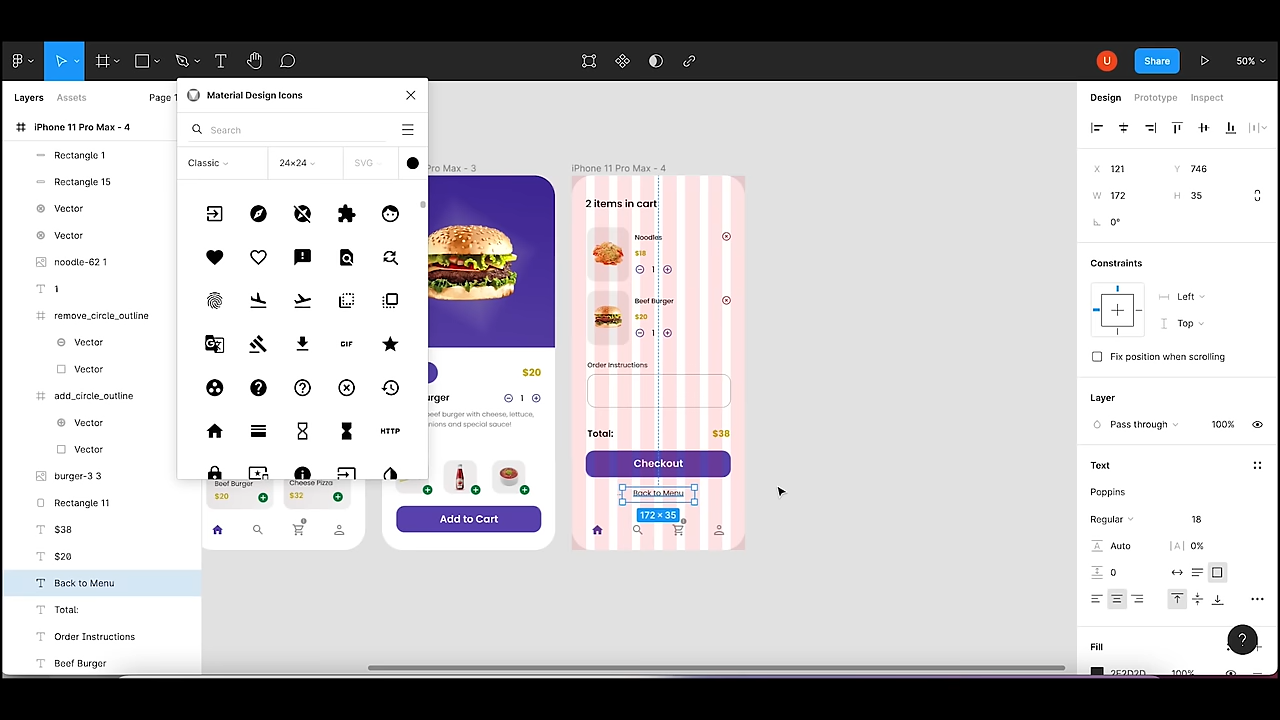 U
Share
50%
Layers
Assets
Page 1
Material Design Icons
Design
Prototype
Inspect
iPhone 11 Pro Max - 4
Search
Classic
24×24
SVG
Rectangle 1
Rectangle 15
Vector
Vector
noodle-62 1
1
remove_circle_outline
Vector
Vector
add_circle_outline
Vector
Vector
burger-3 3
Rectangle 11
$38
$20
Back to Menu
Total:
Order Instructions
Beef Burger
GIF
HTTP
Beef Burger
$20
Cheese Pizza
$32
Pro Max - 3
$20
urger
1
beef burger with cheese, lettuce,
nions and special sauce!
Add to Cart
iPhone 11 Pro Max - 4
2 items in cart
Noodles
$18
1
Beef Burger
$20
1
Order Instructions
Total:
$38
Checkout
Back to Menu
172 × 35
X 121
Y 746
W 172
H 35
0°
Constraints
Left
Top
Fix position when scrolling
Layer
Pass through
100%
Text
Poppins
Regular
18
Auto
0%
0
Fill
?
2E2D2D
100%